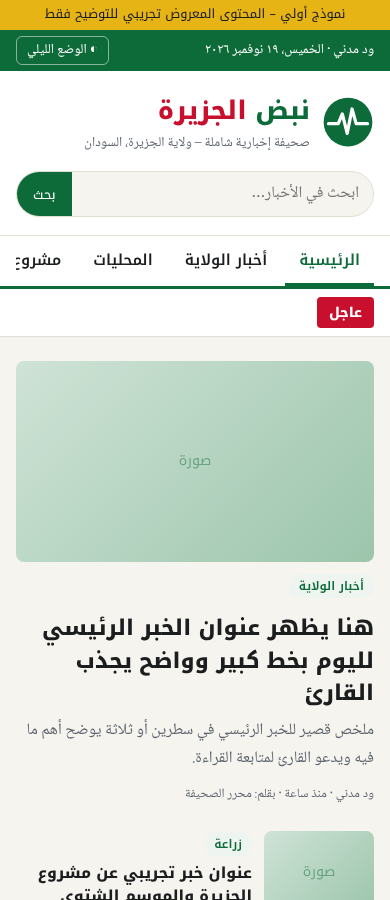 نموذج أولي – المحتوى المعروض تجريبي للتوضيح فقط
ود مدني · الخميس، ١٩ نوفمبر ٢٠٢٦
الوضع الليلي
نبض الجزيرة
صحيفة إخبارية شاملة – ولاية الجزيرة، السودان
ابحث في الأخبار...
بحث
الرئيسية
أخبار الولاية
المحليات
مشروع
عاجل
صورة
أخبار الولاية
هنا يظهر عنوان الخبر الرئيسي
لليوم بخط كبير وواضح يجذب
القارئ
ملخص قصير للخبر الرئيسي في سطرين أو ثلاثة يوضح أهم ما
فيه ويدعو القارئ لمتابعة القراءة.
ود مدني · منذ ساعة · بقلم: محرر الصحيفة
زراعة
صورة
عنوان خبر تجريبي عن مشروع
الجزيرة والموسم الشتوي